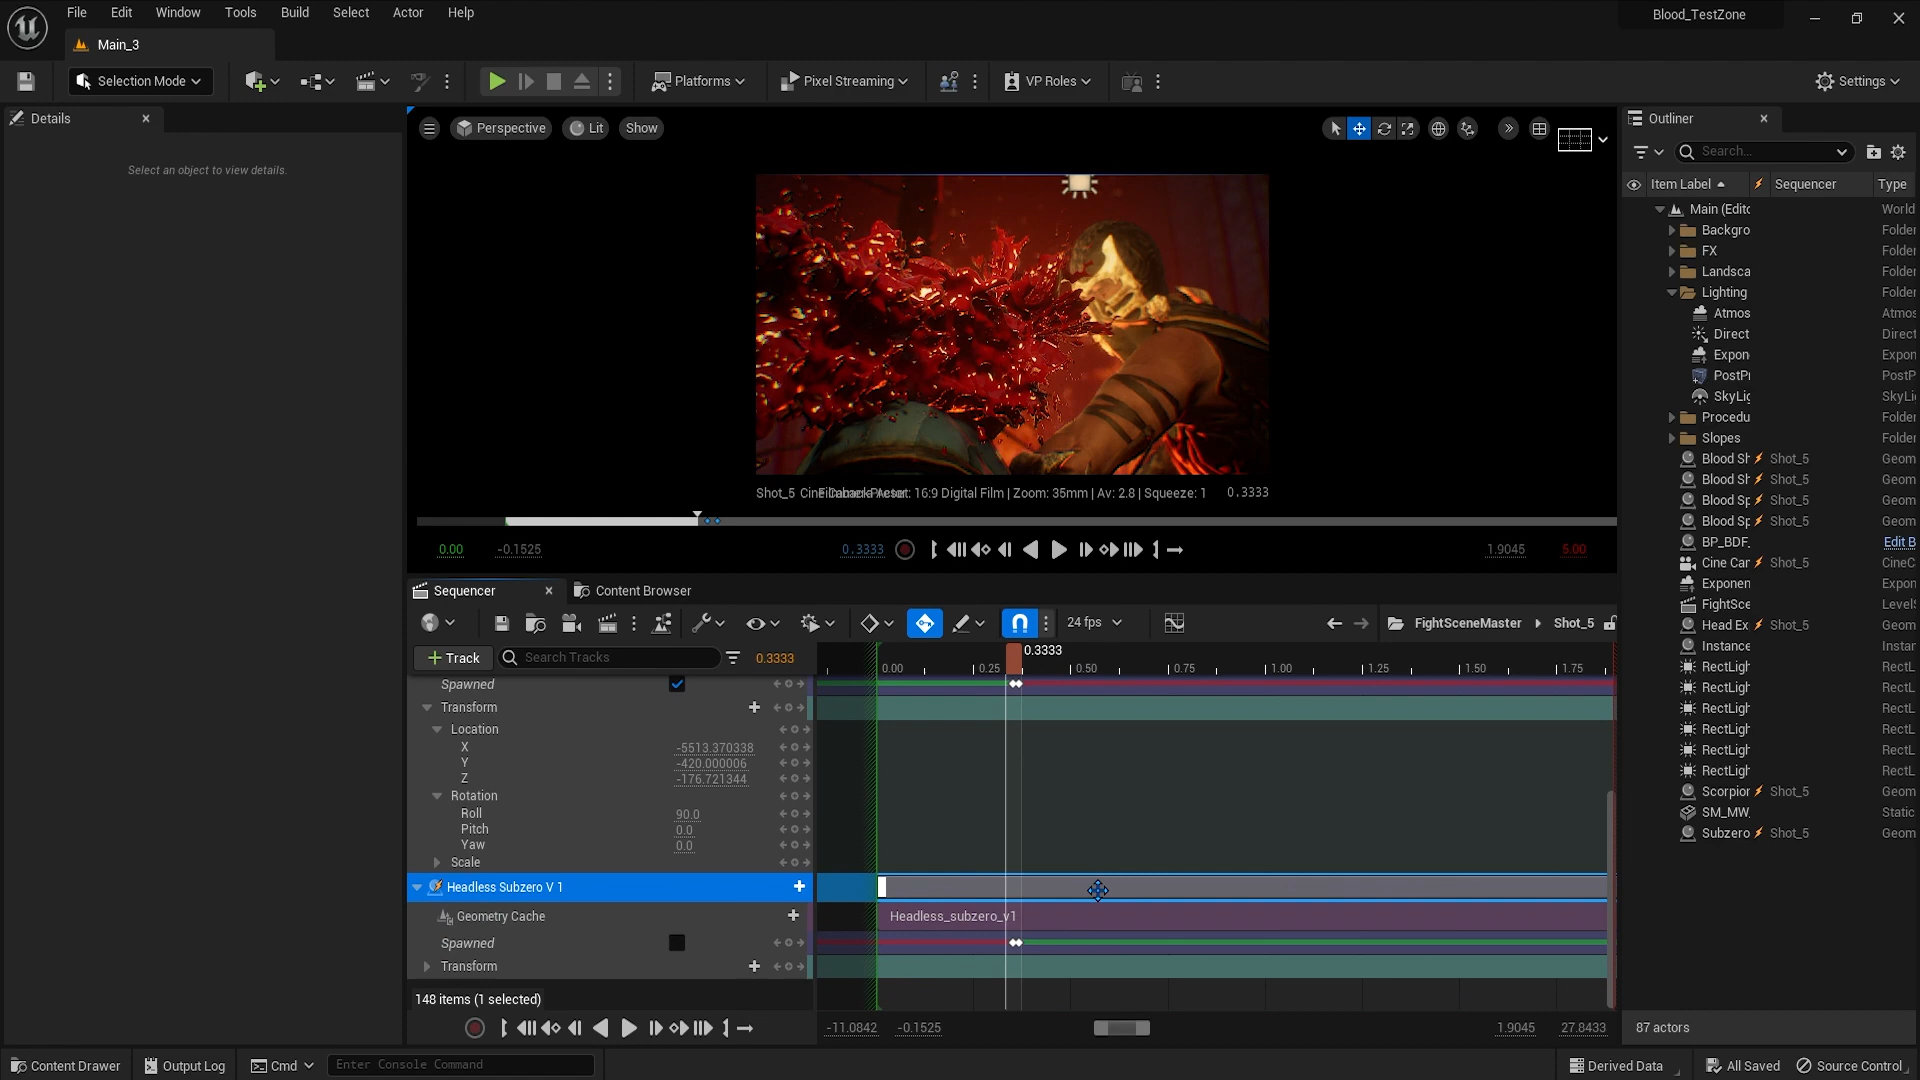 File Edit Window Tools Build Select Actor Help
Blood_TestZone
Main_3
Selection Mode
Platforms
Pixel Streaming
VP Roles
Settings
Details
Select an object to view details.
Perspective
Lit
Show
Shot_5
16:9 Digital Film | Zoom: 35mm | Av: 2.8 | Squeeze: 1
0.3333
0.00
-0.1525
0.3333
1.9045
5.00
Sequencer
Content Browser
24 fps
FightSceneMaster
Shot_5
Track
Search Tracks
0.3333
0.3333
0.00
0.25
0.50
0.75
1.00
1.25
1.50
1.75
Spawned
Transform
Location
X -5513.370338
Y -420.000006
Z -176.721344
Rotation
Roll 90.0
Pitch 0.0
Yaw 0.0
Scale
Headless Subzero V 1
Geometry Cache
Headless_subzero_v1
Spawned
Transform
148 items (1 selected)
-11.0842
-0.1525
1.9045
27.8433
Outliner
Search...
Item Label Sequencer Type
Main (Edito World
Backgro Folder
FX Folder
Landsca Folder
Lighting Folder
Atmos Atmos
Direct Direct
Expon Expon
PostPr PostP
SkyLig SkyLi
Procedu Folder
Slopes Folder
Blood Sh Shot_5 Geom
Blood Sh Shot_5 Geom
Blood Sp Shot_5 Geom
Blood Sp Shot_5 Geom
BP_BDF_ Edit B
Cine Can Shot_5 CineC
Exponen Expon
FightSce LevelS
Head Ex Shot_5 Geom
Instance Instan
RectLigh RectL
RectLigh RectL
RectLigh RectL
RectLigh RectL
RectLigh RectL
RectLigh RectL
Scorpior Shot_5 Geom
SM_MW_ Static
Subzero Shot_5 Geom
87 actors
Content Drawer
Output Log
Cmd
Enter Console Command
Derived Data
All Saved
Source Control